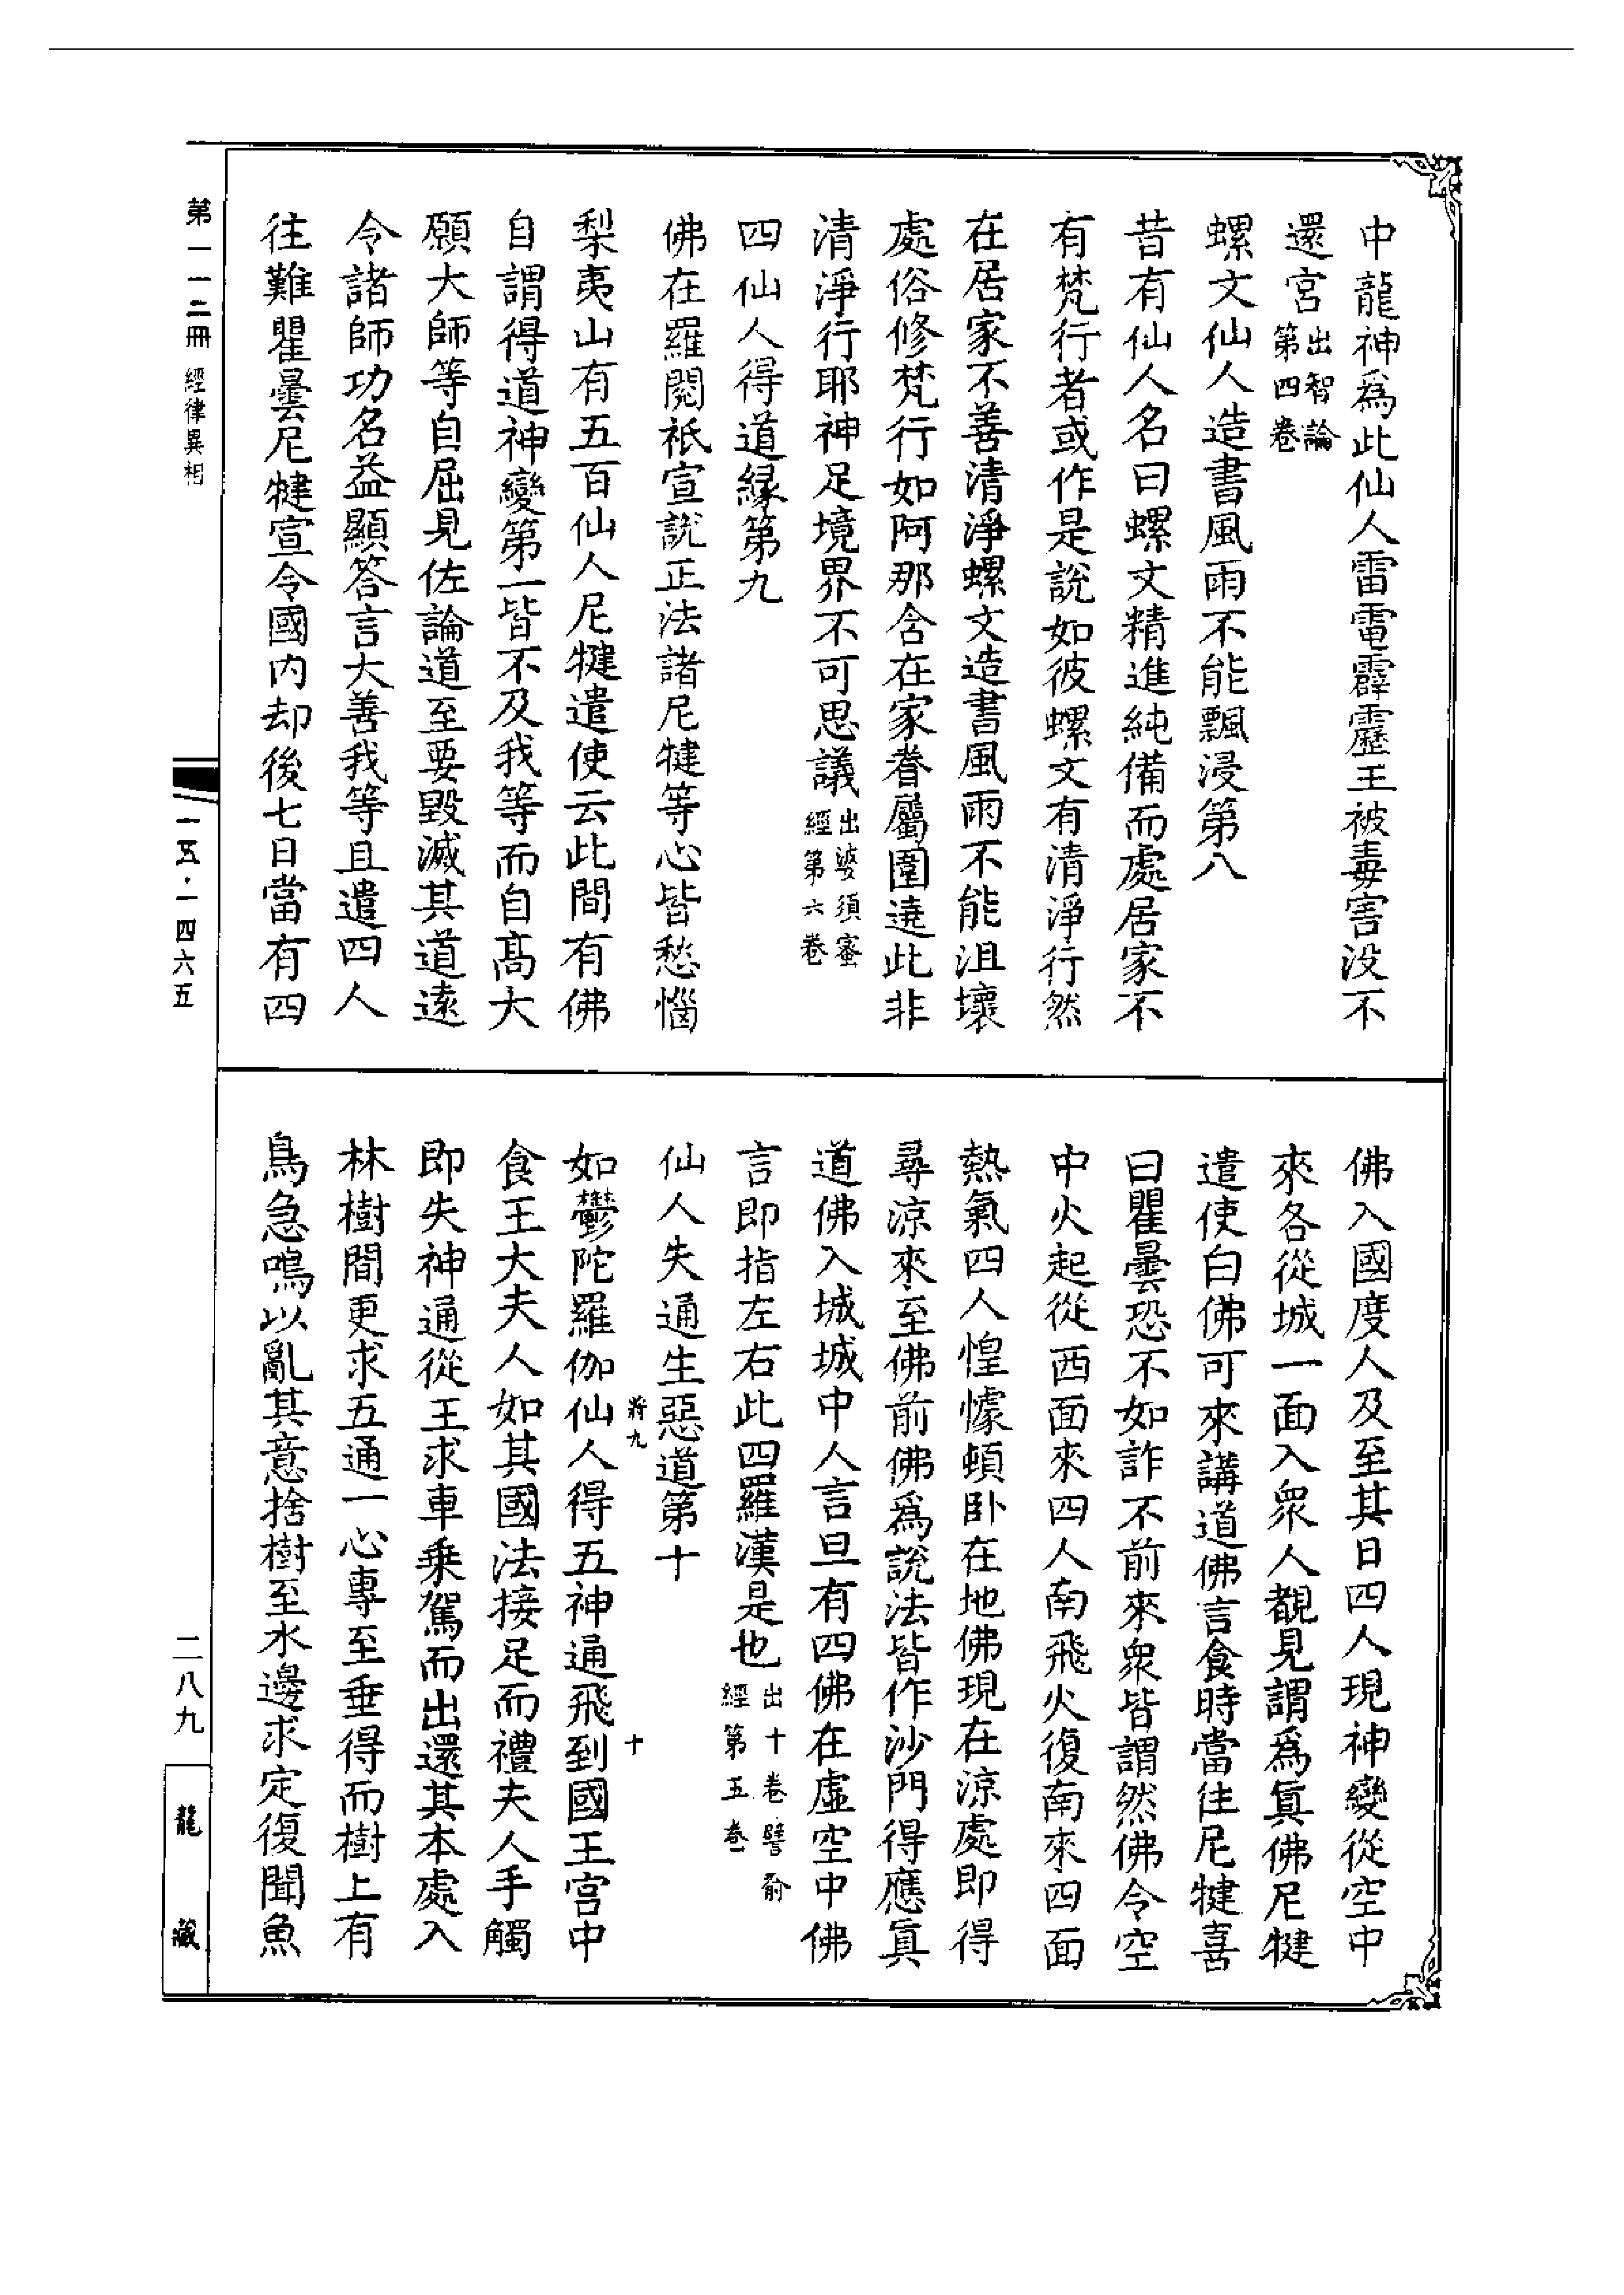 中龍神爲此仙人雷電霹靂王被毒害没不
還宮出智論第四卷
螺文仙人造書風雨不能飄浸第八
昔有仙人名曰螺文精進純備而處居家不
有梵行者或作是說如彼螺文有清淨行然
在居家不善清淨螺文造書風雨不能沮壞
處俗修梵行如阿那含在家眷屬圍遶此非
清淨行耶神足境界不可思議出婆須蜜經第六卷
四仙人得道緣第九
佛在羅閱祇宣說正法諸尼犍等心皆愁惱
梨夷山有五百仙人尼犍遣使云此間有佛
自謂得道神變第一皆不及我等而自高大
願大師等自屈見佐論道至要毀滅其道遠
令諸師功名益顯答言大善我等且遣四人
往難瞿曇尼犍宣令國内却後七日當有四
佛入國度人及至其日四人現神變從空中
來各從城一面入衆人覩見謂爲眞佛尼犍
遣使白佛可來講道佛言食時當往尼犍喜
曰瞿曇恐不如詐不前來衆皆謂然佛令空
中火起從西面來四人南飛火復南來四面
熱氣四人惶懅頓卧在地佛現在涼處即得
尋涼來至佛前佛爲說法皆作沙門得應眞
道佛入城城中人言旦有四佛在虛空中佛
言即指左右此四羅漢是也出十卷譬喻經第五卷
仙人失通生惡道第十
將九
十
如鬱陀羅伽仙人得五神通飛到國王宮中
食王大夫人如其國法接足而禮夫人手觸
即失神通從王求車乘駕而出還其本處入
林樹間更求五通一心專至垂得而樹上有
鳥急鳴以亂其意捨樹至水邊求定復聞魚
第一一三冊 經律異相
一五·一四六五
二八九
龍藏